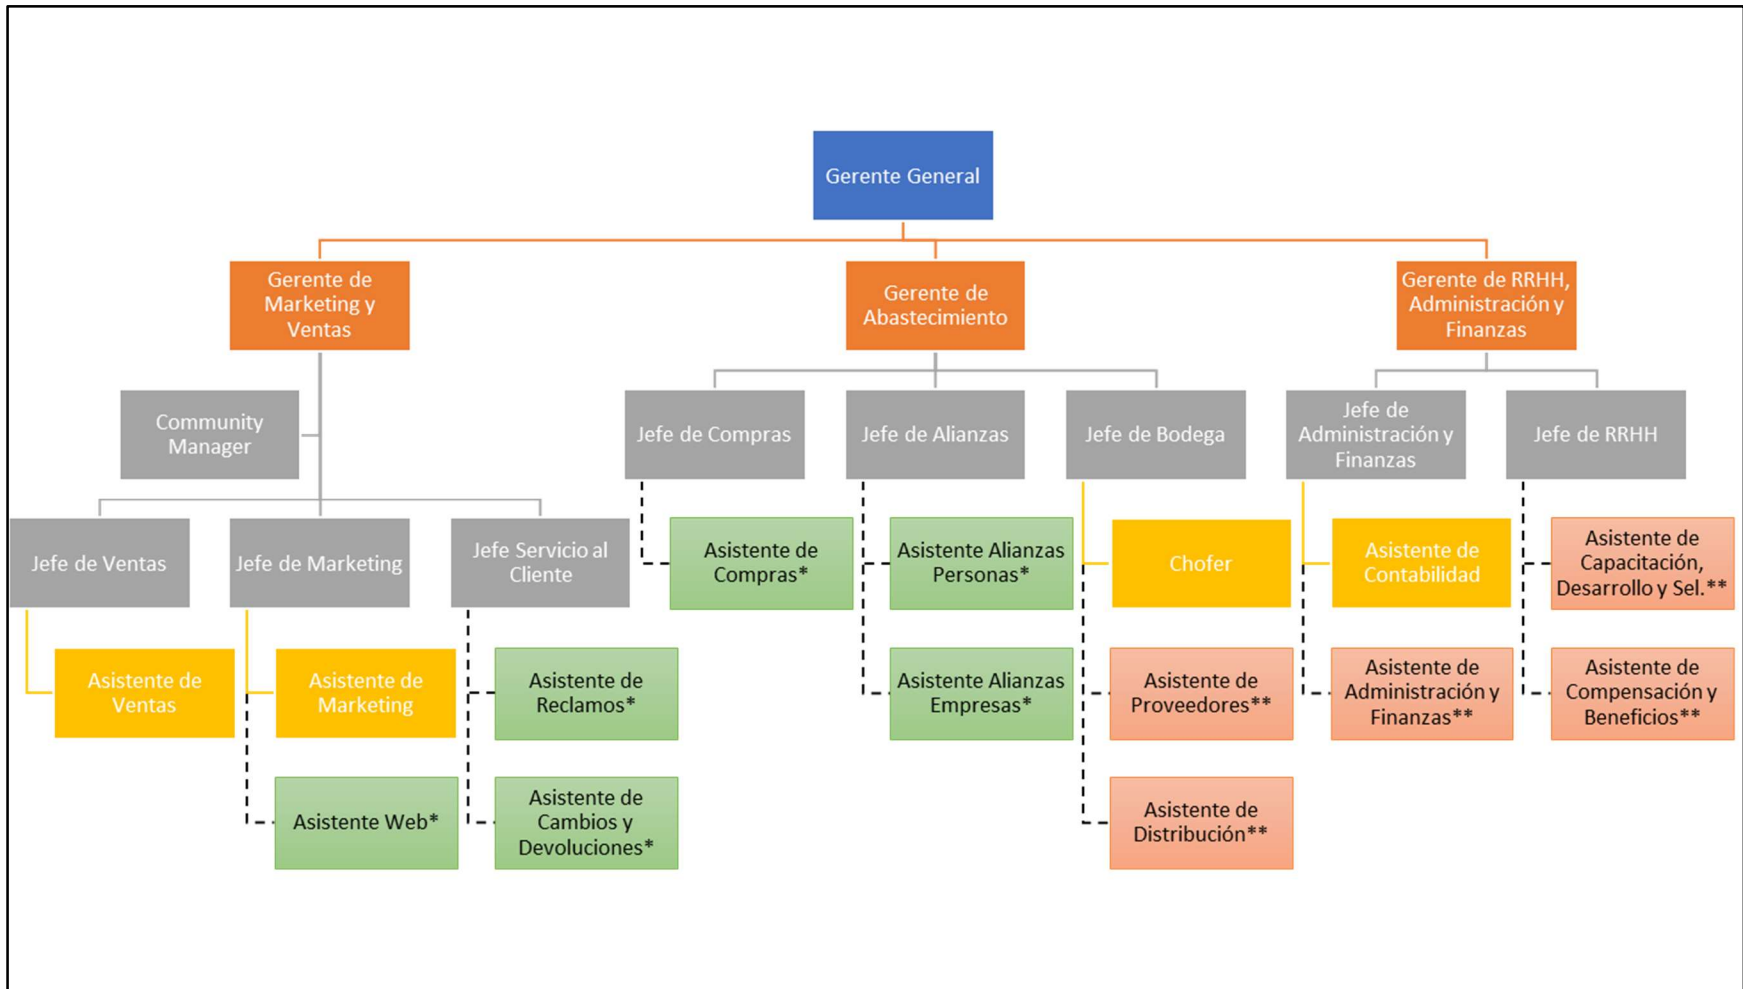 Gerente General
Gerente de
Marketing y
Ventas
Gerente de
Abastecimiento
Gerente de RRHH,
Administración y
Finanzas
Community
Manager
Jefe de Compras
Jefe de Alianzas
Jefe de Bodega
Jefe de
Administración y
Finanzas
Jefe de RRHH
Jefe de Ventas
Jefe de Marketing
Jefe Servicio al
Cliente
Asistente de
Compras*
Asistente Alianzas
Personas*
Chofer
Asistente de
Contabilidad
Asistente de
Capacitación,
Desarrollo y Sel.**
Asistente de
Ventas
Asistente de
Marketing
Asistente de
Reclamos*
Asistente Alianzas
Empresas*
Asistente de
Proveedores**
Asistente de
Administración y
Finanzas**
Asistente de
Compensación y
Beneficios**
Asistente Web*
Asistente de
Cambios y
Devoluciones*
Asistente de
Distribución**